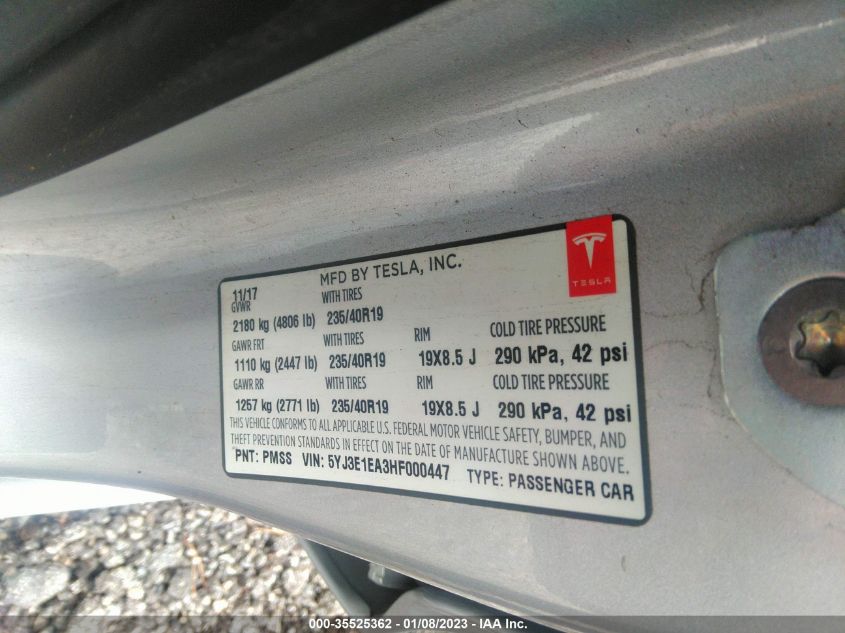 MFD BY TESLA, INC.
TESLA
11/17
GVWR WITH TIRES
2180 kg (4806 lb) 235/40R19
GAWR FRT WITH TIRES RIM COLD TIRE PRESSURE
1110 kg (2447 lb) 235/40R19 19X8.5 J 290 kPa, 42 psi
GAWR RR WITH TIRES RIM COLD TIRE PRESSURE
1257 kg (2771 lb) 235/40R19 19X8.5 J 290 kPa, 42 psi
THIS VEHICLE CONFORMS TO ALL APPLICABLE U.S. FEDERAL MOTOR VEHICLE SAFETY, BUMPER, AND
THEFT PREVENTION STANDARDS IN EFFECT ON THE DATE OF MANUFACTURE SHOWN ABOVE.
PNT: PMSS VIN: 5YJ3E1EA3HF000447 TYPE: PASSENGER CAR
000-35525362 - 01/08/2023 - IAA Inc.